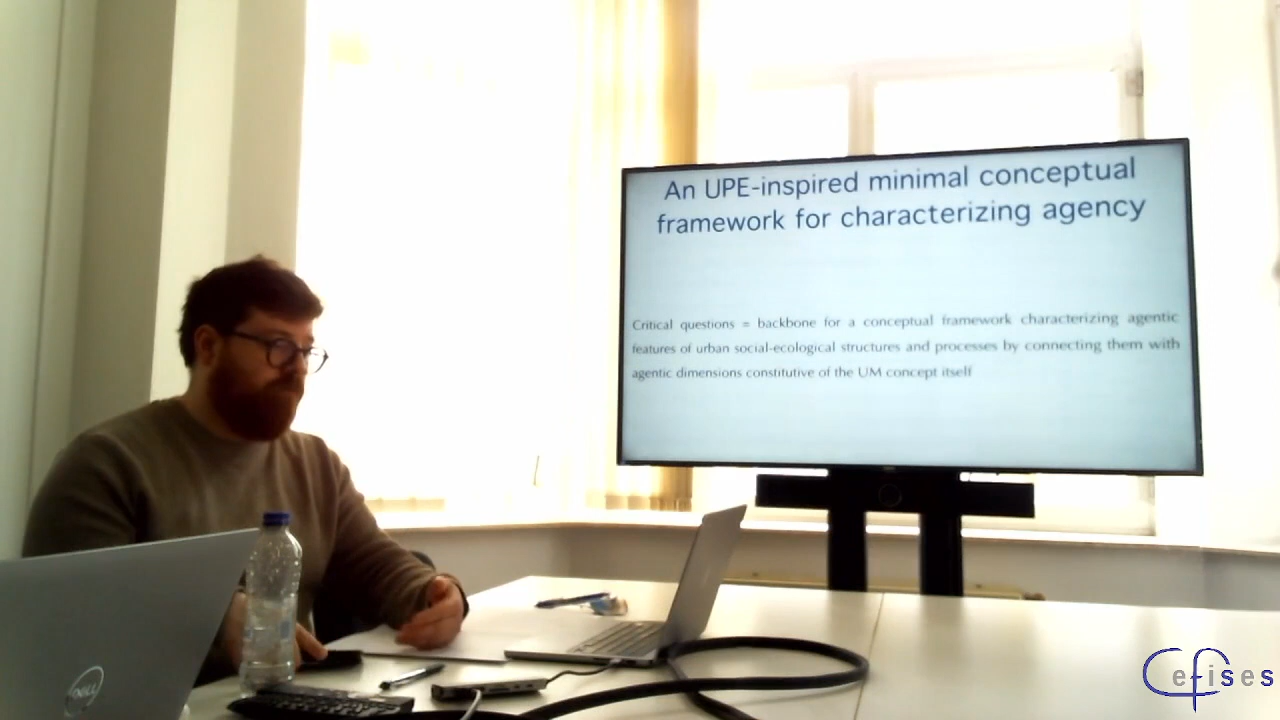 An UPE-inspired minimal conceptual
framework for characterizing agency
Critical questions = backbone for a conceptual framework characterizing agentic
features of urban social-ecological structures and processes by connecting them with
agentic dimensions constitutive of the UM concept itself
DELL
Cefises